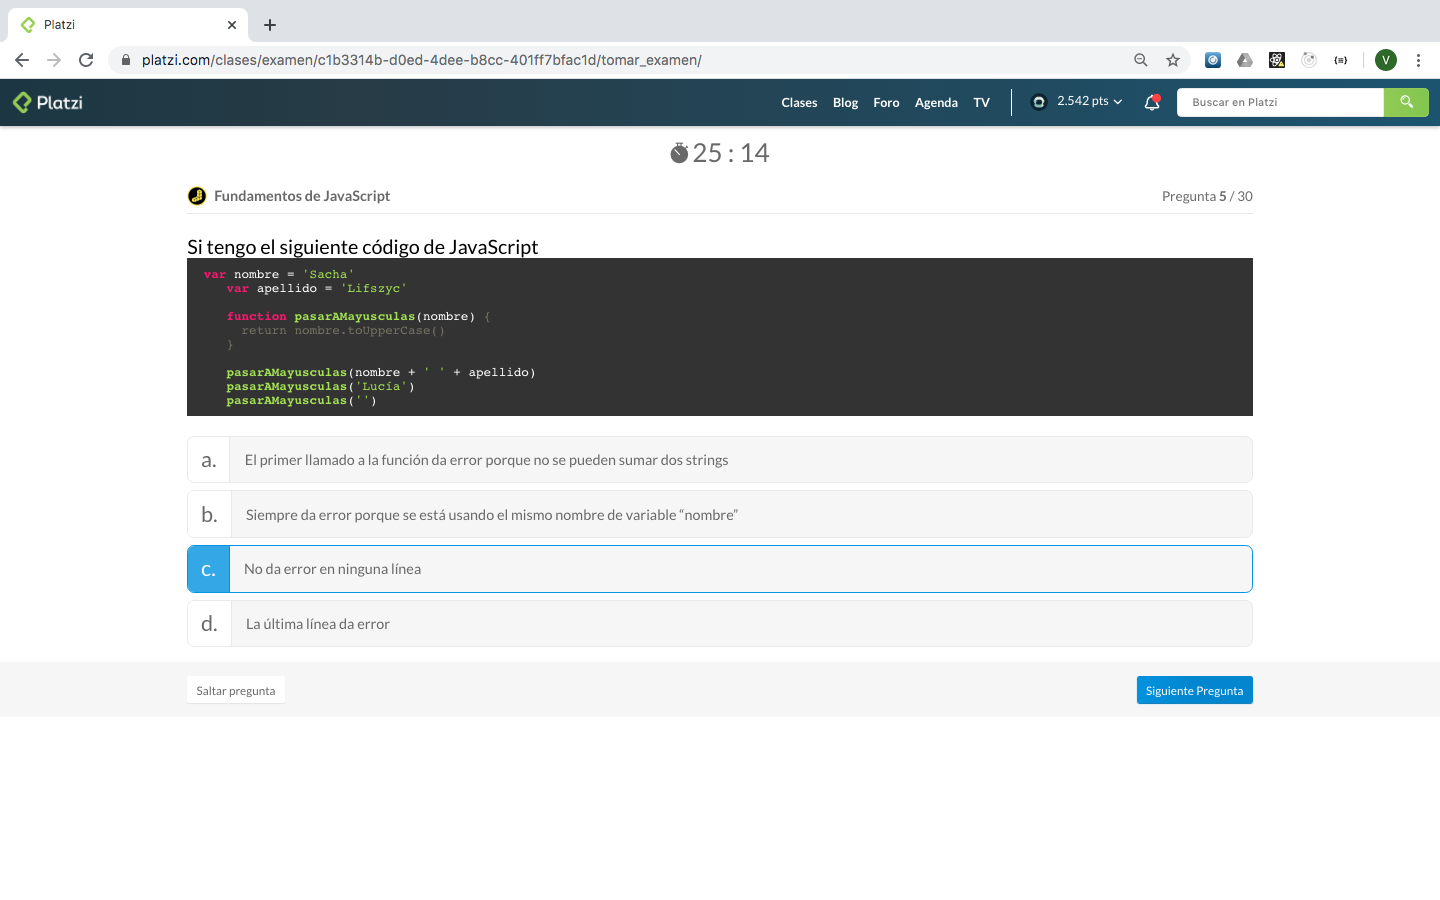 Platzi
platzi.com/clases/examen/c1b3314b-d0ed-4dee-b8cc-401ff7bfac1d/tomar_examen/
V
Platzi
Clases Blog Foro Agenda TV
2.542 pts
Buscar en Platzi
25 : 14
Fundamentos de JavaScript
Pregunta 5 / 30
Si tengo el siguiente código de JavaScript
var nombre = 'Sacha'
var apellido = 'Lifszyc'
function pasarAMayusculas(nombre) {
return nombre.toUpperCase()
}
pasarAMayusculas(nombre + ' ' + apellido)
pasarAMayusculas('Lucía')
pasarAMayusculas('')
a. El primer llamado a la función da error porque no se pueden sumar dos strings
b. Siempre da error porque se está usando el mismo nombre de variable “nombre”
c. No da error en ninguna línea
d. La última línea da error
Saltar pregunta
Siguiente Pregunta